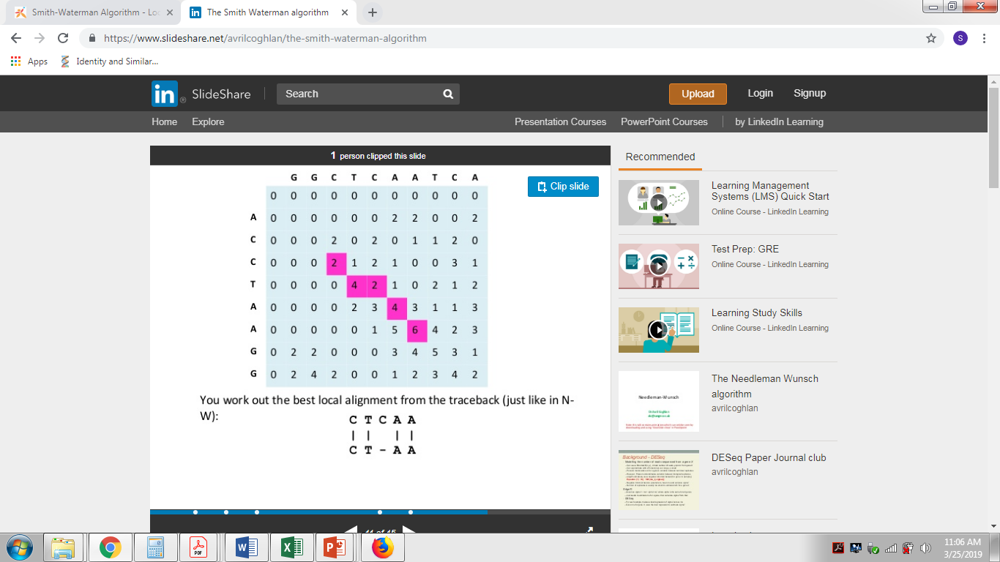 Smith-Waterman Algorithm - Lo
The Smith Waterman algorithm
https://www.slideshare.net/avrilcoghlan/the-smith-waterman-algorithm
S
Apps
Identity and Similar...
in SlideShare
Search
Upload
Login
Signup
Home
Explore
Presentation Courses
PowerPoint Courses
by LinkedIn Learning
1 person clipped this slide
Clip slide
G G C T C A A T C A
0 0 0 0 0 0 0 0 0 0 0
A 0 0 0 0 0 0 2 2 0 0 2
C 0 0 0 2 0 2 0 1 1 2 0
C 0 0 0 2 1 2 1 0 0 3 1
T 0 0 0 0 4 2 1 0 2 1 2
A 0 0 0 0 2 3 4 3 1 1 3
A 0 0 0 0 0 1 5 6 4 2 3
G 0 2 2 0 0 0 3 4 5 3 1
G 0 2 4 2 0 0 1 2 3 4 2
You work out the best local alignment from the traceback (just like in N-
W):
C T C A A
| | | |
C T - A A
Recommended
Learning Management
Systems (LMS) Quick Start
Online Course - LinkedIn Learning
Test Prep: GRE
Online Course - LinkedIn Learning
Learning Study Skills
Online Course - LinkedIn Learning
Needleman-Wunsch
The Needleman Wunsch
algorithm
avrilcoghlan
Background – DESeq
DESeq Paper Journal club
avrilcoghlan
PDF
11:06 AM
3/25/2019